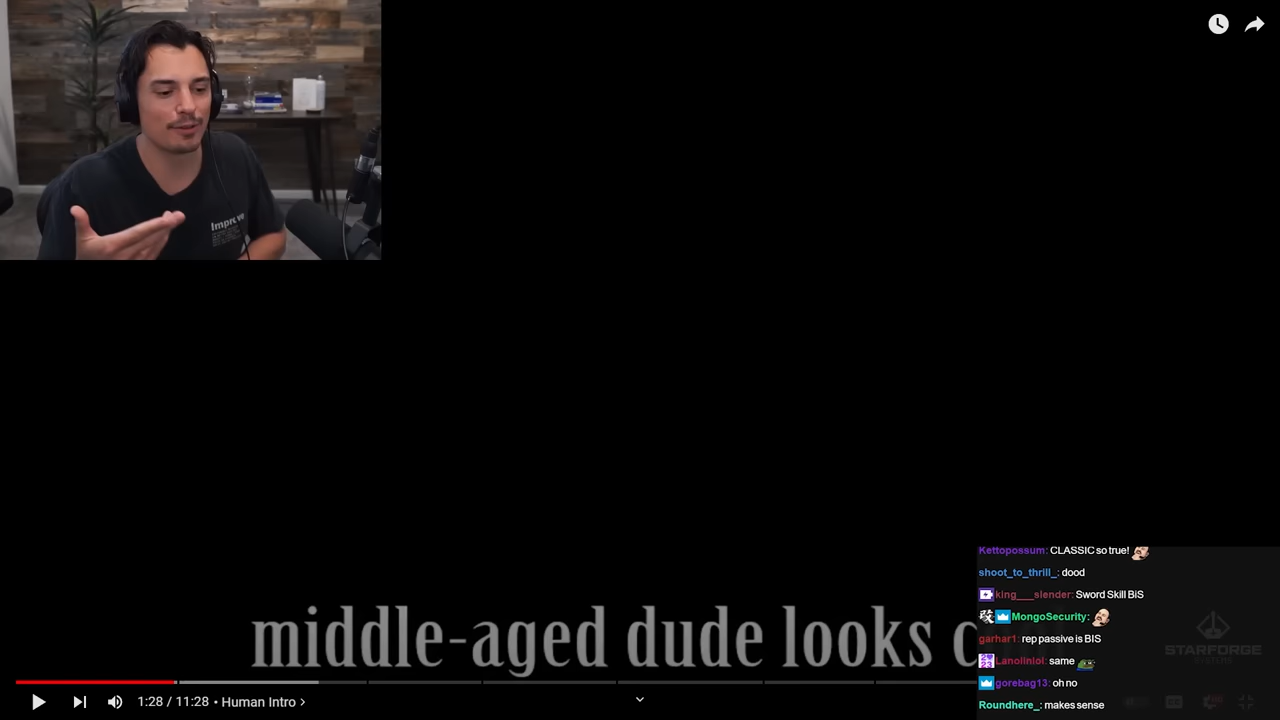 Improve
Kettopossum: CLASSIC so true!
shoot_to_thrill_: dood
king___slender: Sword Skill BiS
MongoSecurity:
garhar1: rep passive is BIS
Lanolinlol: same
gorebag13: oh no
Roundhere_: makes sense
STARFORGE
SYSTEMS
middle-aged dude looks
1:28 / 11:28 • Human Intro >